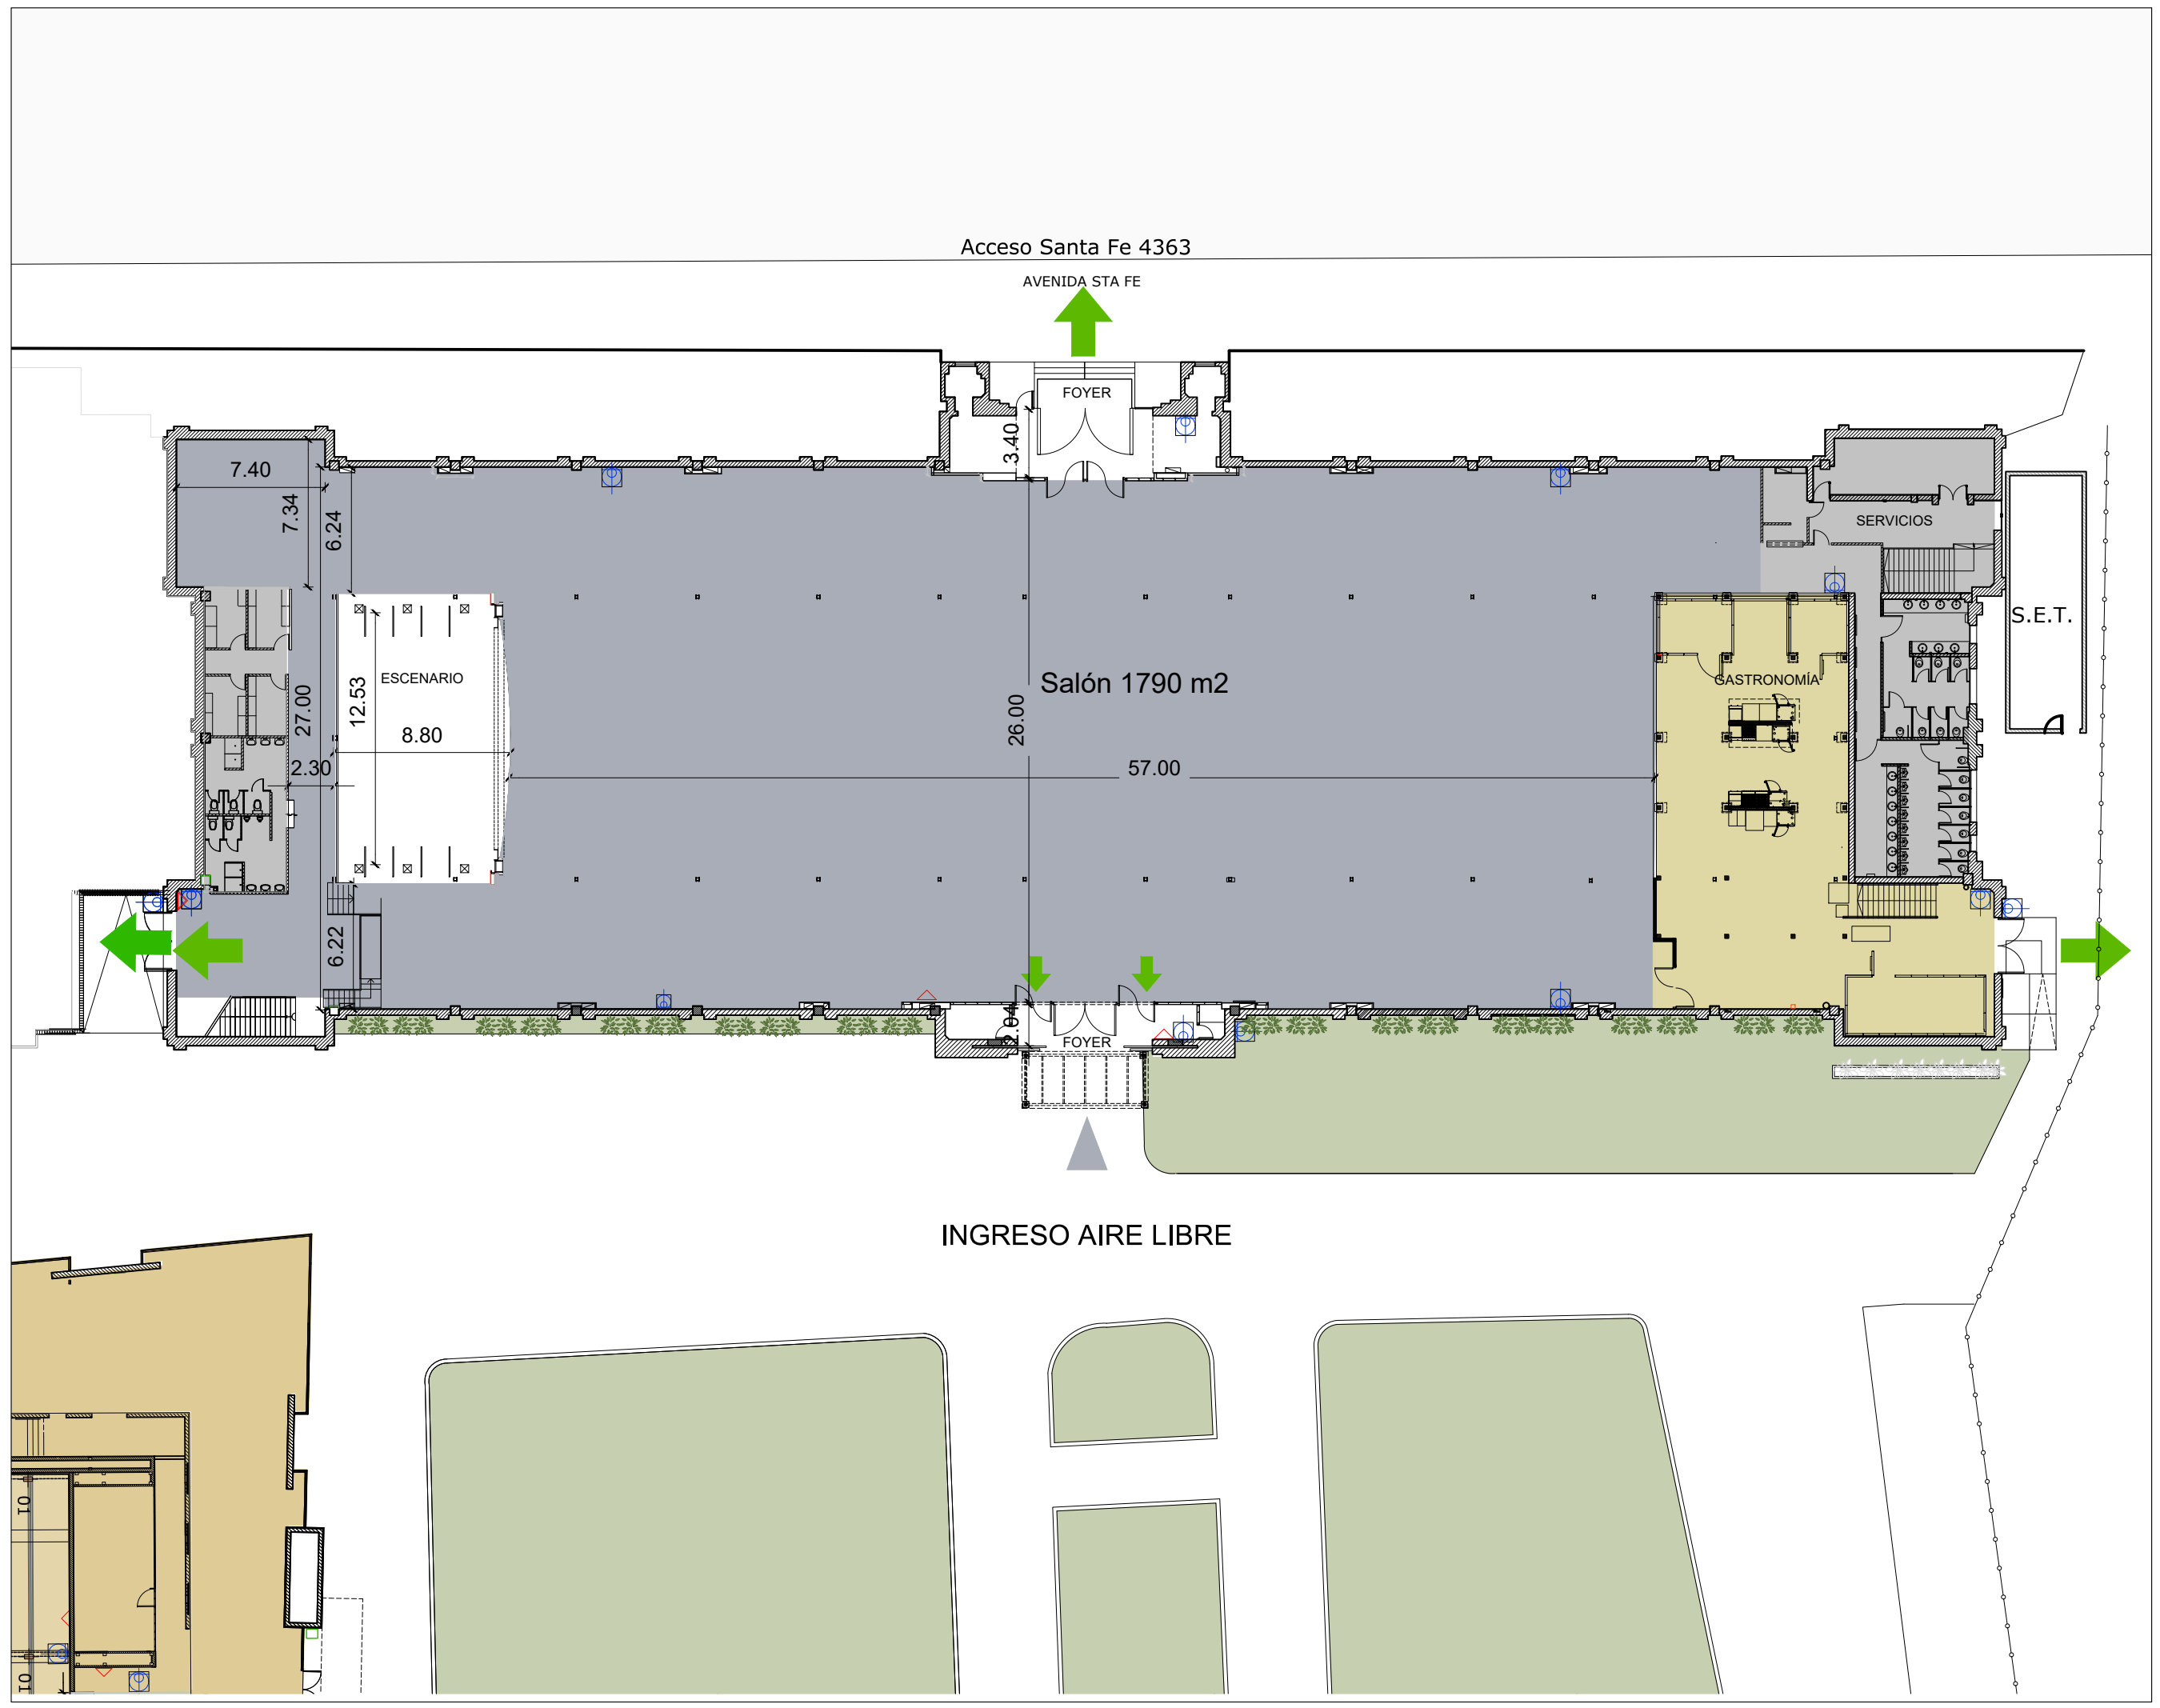 Acceso Santa Fe 4363
AVENIDA STA FE
FOYER
3.40
7.40
7.34
6.24
SERVICIOS
S.E.T.
ESCENARIO
12.53
27.00
8.80
2.30
Salón 1790 m2
26.00
57.00
GASTRONOMÍA
6.22
2.04
FOYER
INGRESO AIRE LIBRE
10
10